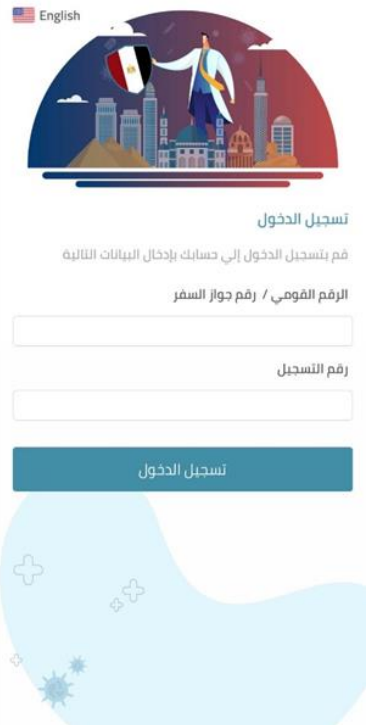 English
تسجيل الدخول
قم بتسجيل الدخول إلي حسابك بإدخال البيانات التالية
الرقم القومي / رقم جواز السفر
رقم التسجيل
تسجيل الدخول